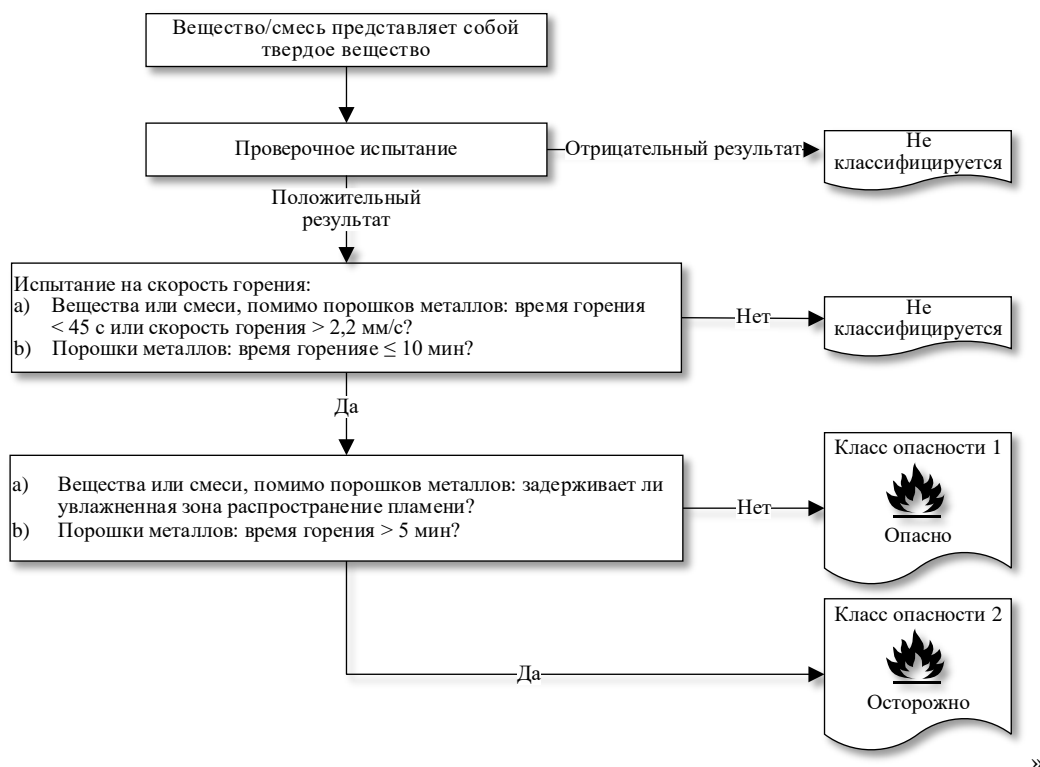 Вещество/смесь представляет собой
твердое вещество
Проверочное испытание
Отрицательный результат
Не
классифицируется
Положительный
результат
Испытание на скорость горения:
a) Вещества или смеси, помимо порошков металлов: время горения
< 45 с или скорость горения > 2,2 мм/с?
b) Порошки металлов: время горенияе ≤ 10 мин?
Нет
Не
классифицируется
Да
a) Вещества или смеси, помимо порошков металлов: задерживает ли
увлажненная зона распространение пламени?
b) Порошки металлов: время горения > 5 мин?
Нет
Класс опасности 1
Опасно
Да
Класс опасности 2
Осторожно
»